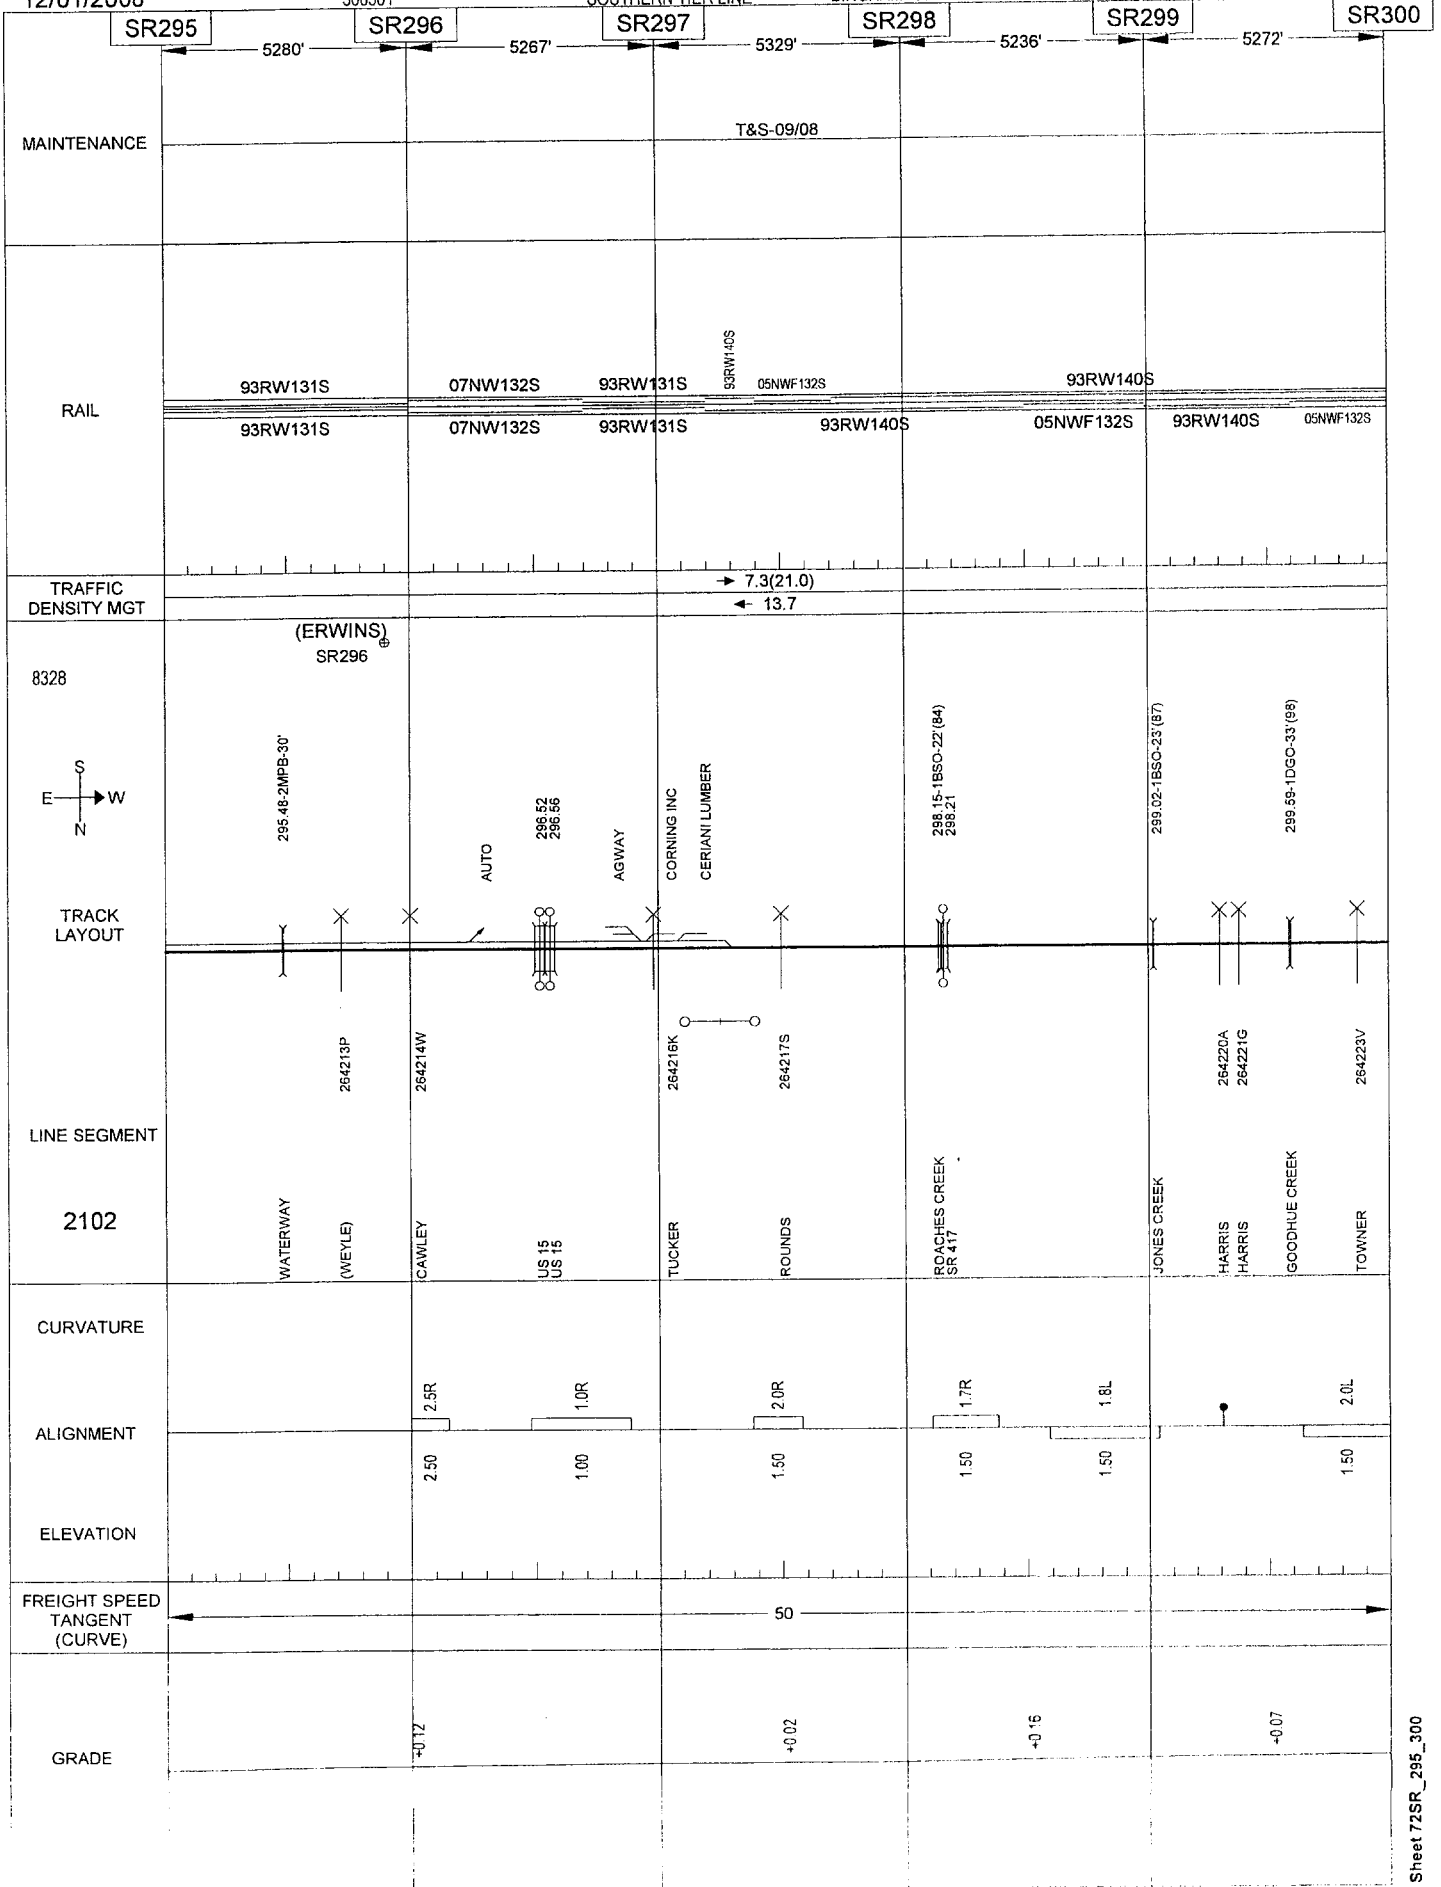 12/01/2008
SOUTHERN TIER LINE
SR295
SR296
SR297
SR298
SR299
SR300
5280'
5267'
5329'
5236'
5272'
MAINTENANCE
T&S-09/08
RAIL
93RW131S
07NW132S
93RW131S
93RW140S
05NWF132S
93RW140S
93RW131S
07NW132S
93RW131S
93RW140S
05NWF132S
93RW140S
05NWF132S
TRAFFIC
DENSITY MGT
7.3(21.0)
13.7
(ERWINS)
SR296
8328
S
E
W
N
295.48-2MPB-30'
AUTO
296.52
296.56
AGWAY
CORNING INC
CERIANI LUMBER
298.15-1BSO-22'(84)
298.21
299.02-1BSO-23'(87)
299.59-1DGO-33'(98)
TRACK
LAYOUT
264213P
264214W
264216K
264217S
264220A
264221G
264223V
LINE SEGMENT
2102
WATERWAY
(WEYLE)
CAWLEY
US 15
US 15
TUCKER
ROUNDS
ROACHES CREEK
SR 417
JONES CREEK
HARRIS
HARRIS
GOODHUE CREEK
TOWNER
CURVATURE
2.5R
1.0R
2.0R
1.7R
1.8L
2.0L
ALIGNMENT
2.50
1.00
1.50
1.50
1.50
1.50
ELEVATION
FREIGHT SPEED
TANGENT
(CURVE)
50
GRADE
+0.12
+0.02
+0.16
+0.07
Sheet 72SR_295_300